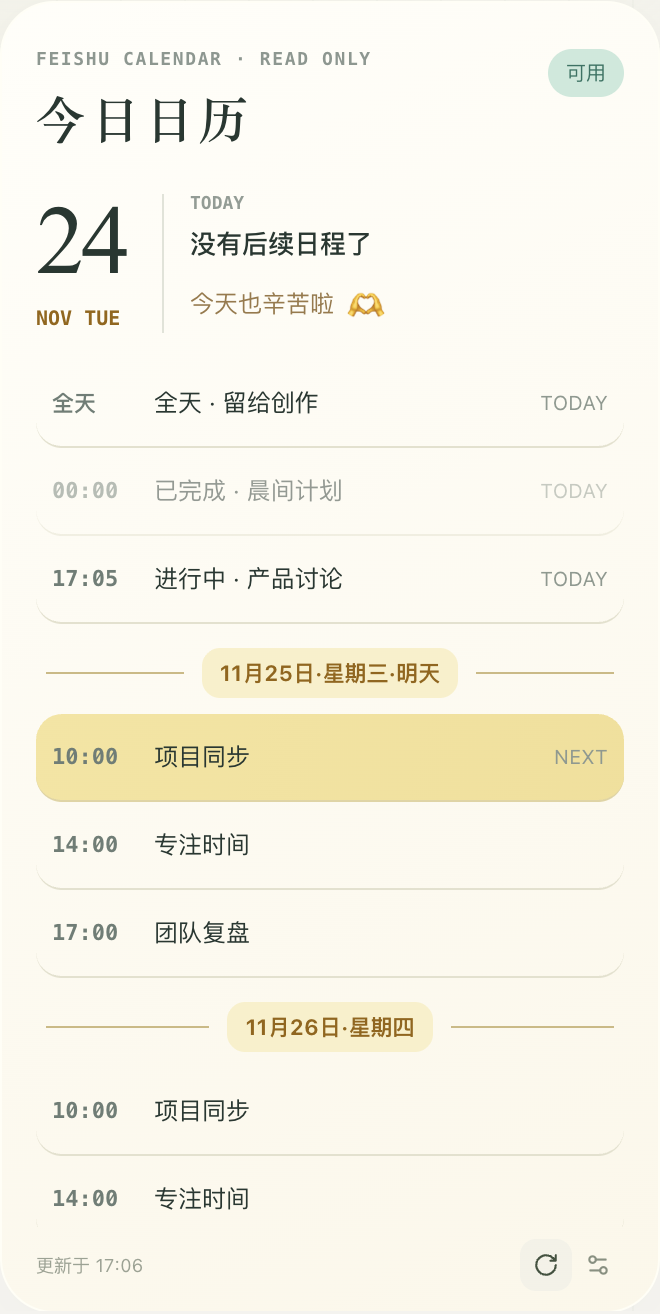 FEISHU CALENDAR · READ ONLY
可用
今日日历
24
NOV TUE
TODAY
没有后续日程了
今天也辛苦啦 🫶
全天 全天 · 留给创作 TODAY
00:00 已完成 · 晨间计划 TODAY
17:05 进行中 · 产品讨论 TODAY
11月25日·星期三·明天
10:00 项目同步 NEXT
14:00 专注时间
17:00 团队复盘
11月26日·星期四
10:00 项目同步
14:00 专注时间
更新于 17:06